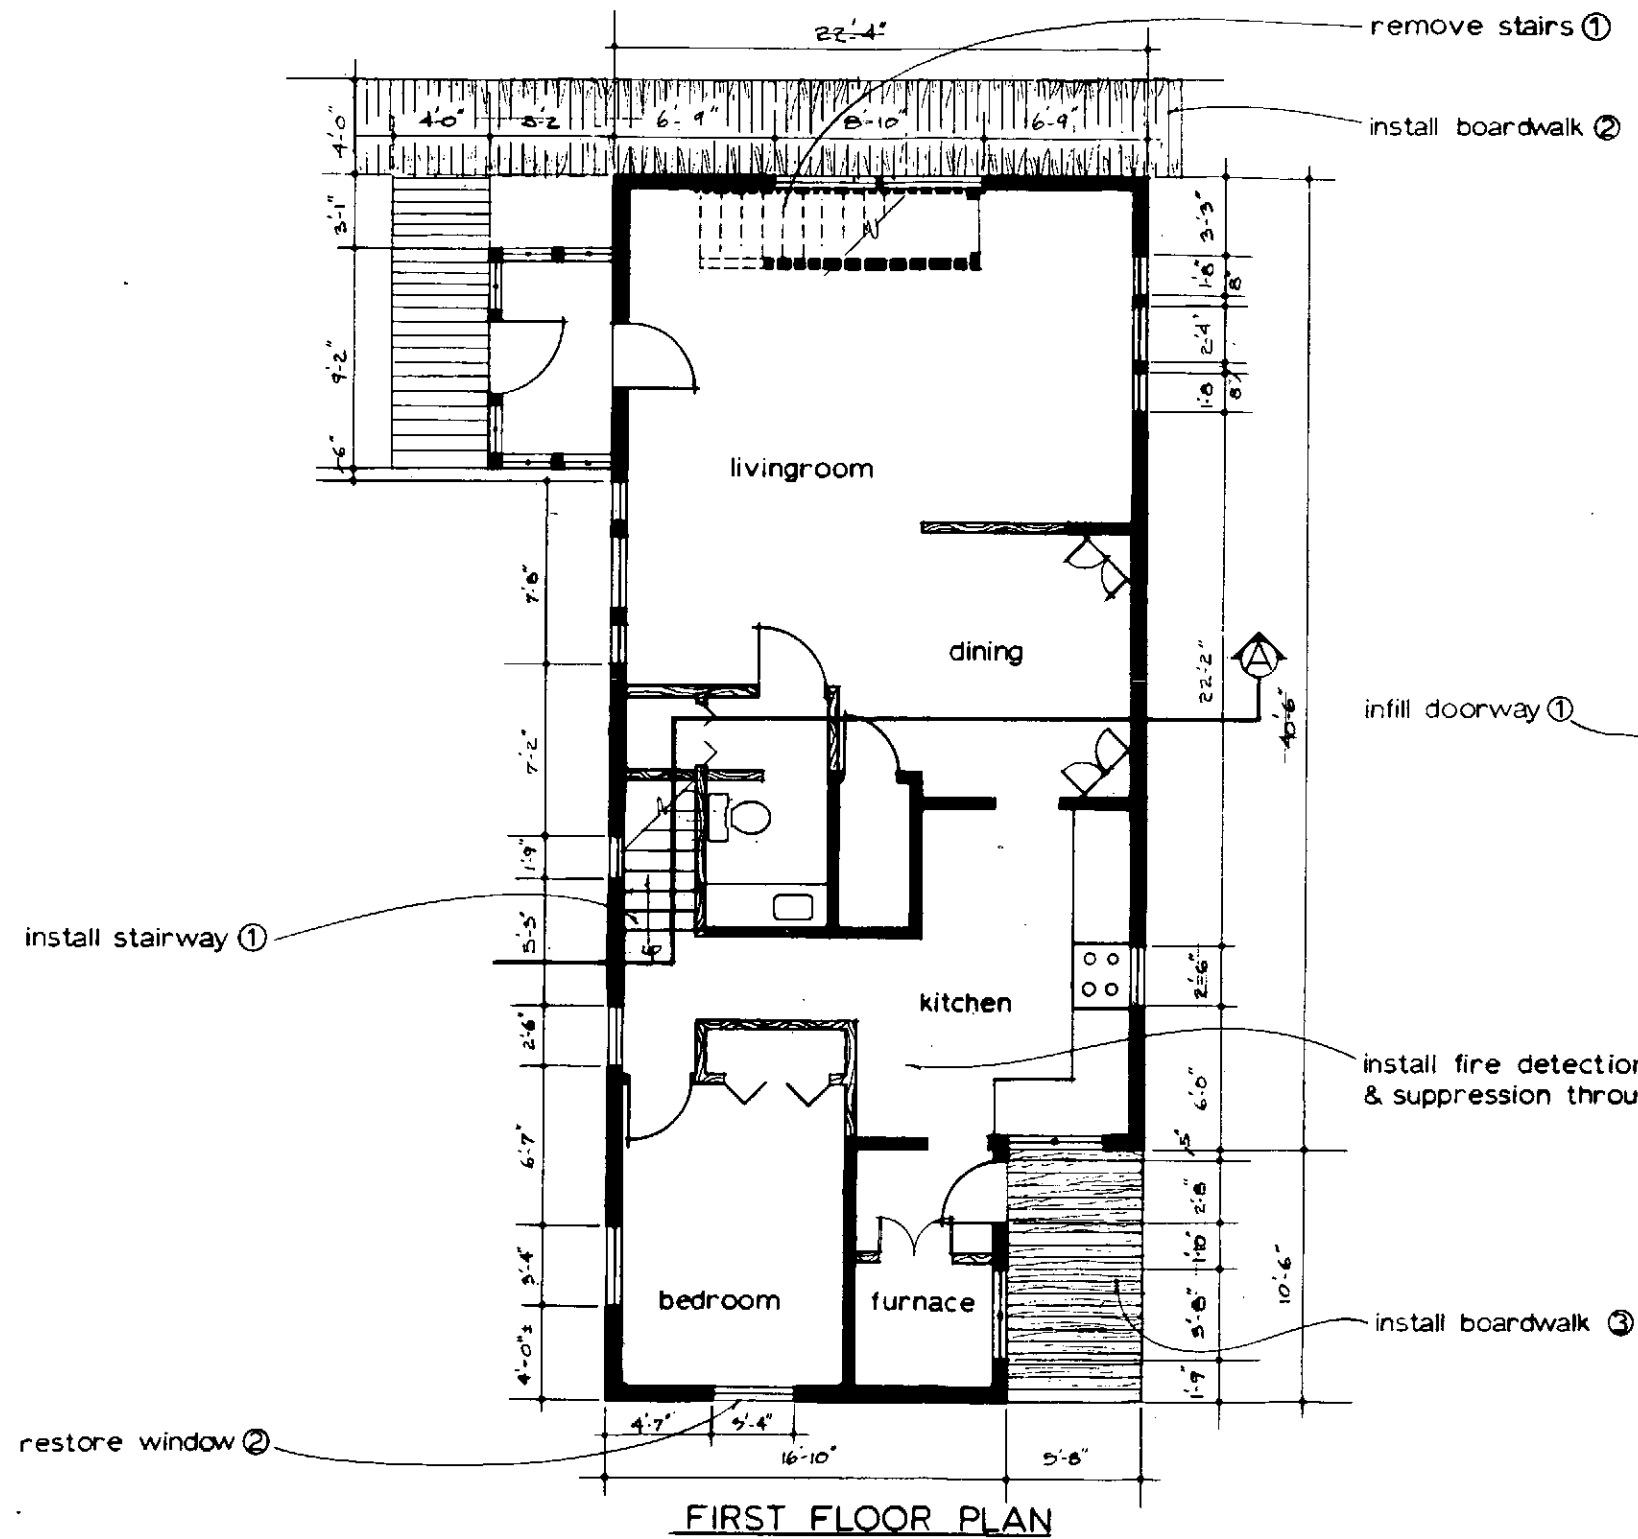 22'-4"
remove stairs ①
4'-0"
4'-0" 3'-2 6'-9" 8'-10" 6'-9"
install boardwalk ②
3'-1"
3'-3"
1'-8" 8"
9'-2"
2'-4"
1'-8 8"
6"
livingroom
7'-8"
dining
22'-2"
A
40'-6"
infill doorway ①
7'-2"
1'-9"
install stairway ①
5'-3"
2'-6"
kitchen
2'-6"
install fire detection
& suppression throu
6'-0"
6'-7"
5"
2'-8"
1'-10"
10'-6"
3'-4"
bedroom
furnace
3'-8"
install boardwalk ③
4'-0"±
1'-9"
4'-7" 3'-4"
restore window ②
16'-10" 5'-8"
FIRST FLOOR PLAN